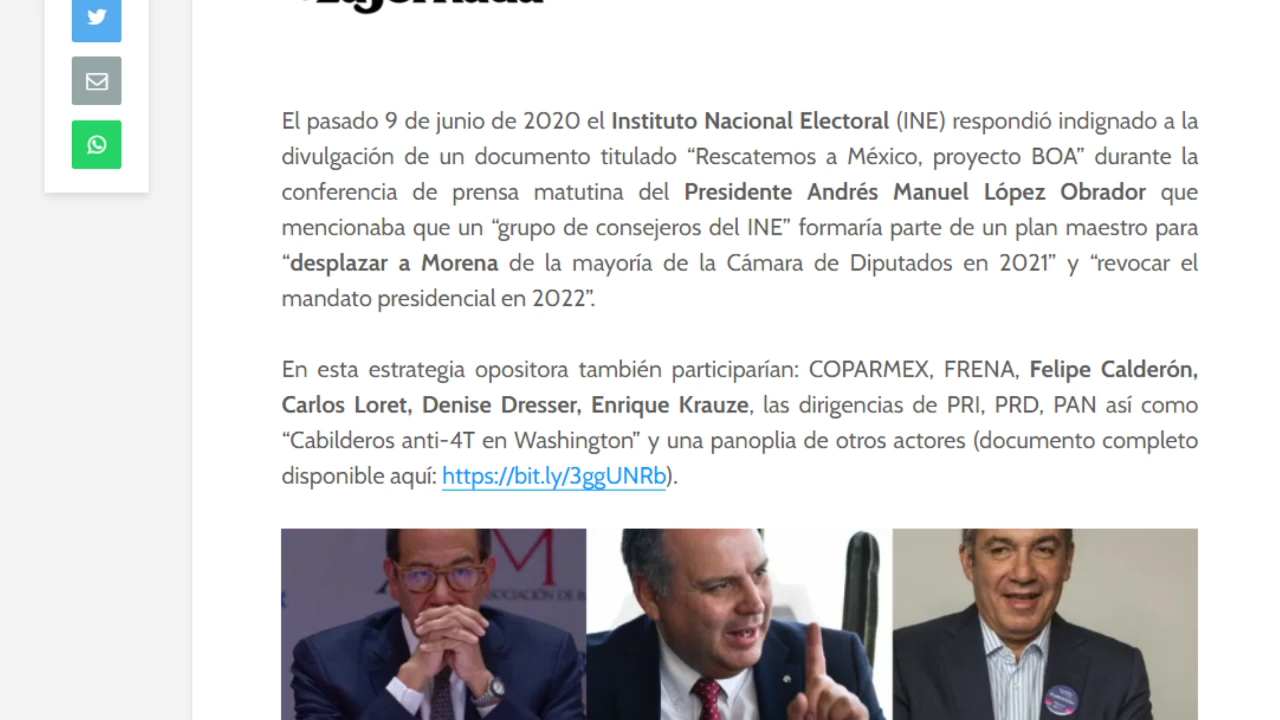 La Jornada
El pasado 9 de junio de 2020 el Instituto Nacional Electoral (INE) respondió indignado a la
divulgación de un documento titulado “Rescatemos a México, proyecto BOA” durante la
conferencia de prensa matutina del Presidente Andrés Manuel López Obrador que
mencionaba que un “grupo de consejeros del INE” formaría parte de un plan maestro para
“desplazar a Morena de la mayoría de la Cámara de Diputados en 2021” y “revocar el
mandato presidencial en 2022”.
En esta estrategia opositora también participarían: COPARMEX, FRENA, Felipe Calderón,
Carlos Loret, Denise Dresser, Enrique Krauze, las dirigencias de PRI, PRD, PAN así como
“Cabilderos anti-4T en Washington” y una panoplia de otros actores (documento completo
disponible aquí: https://bit.ly/3ggUNRb).
M